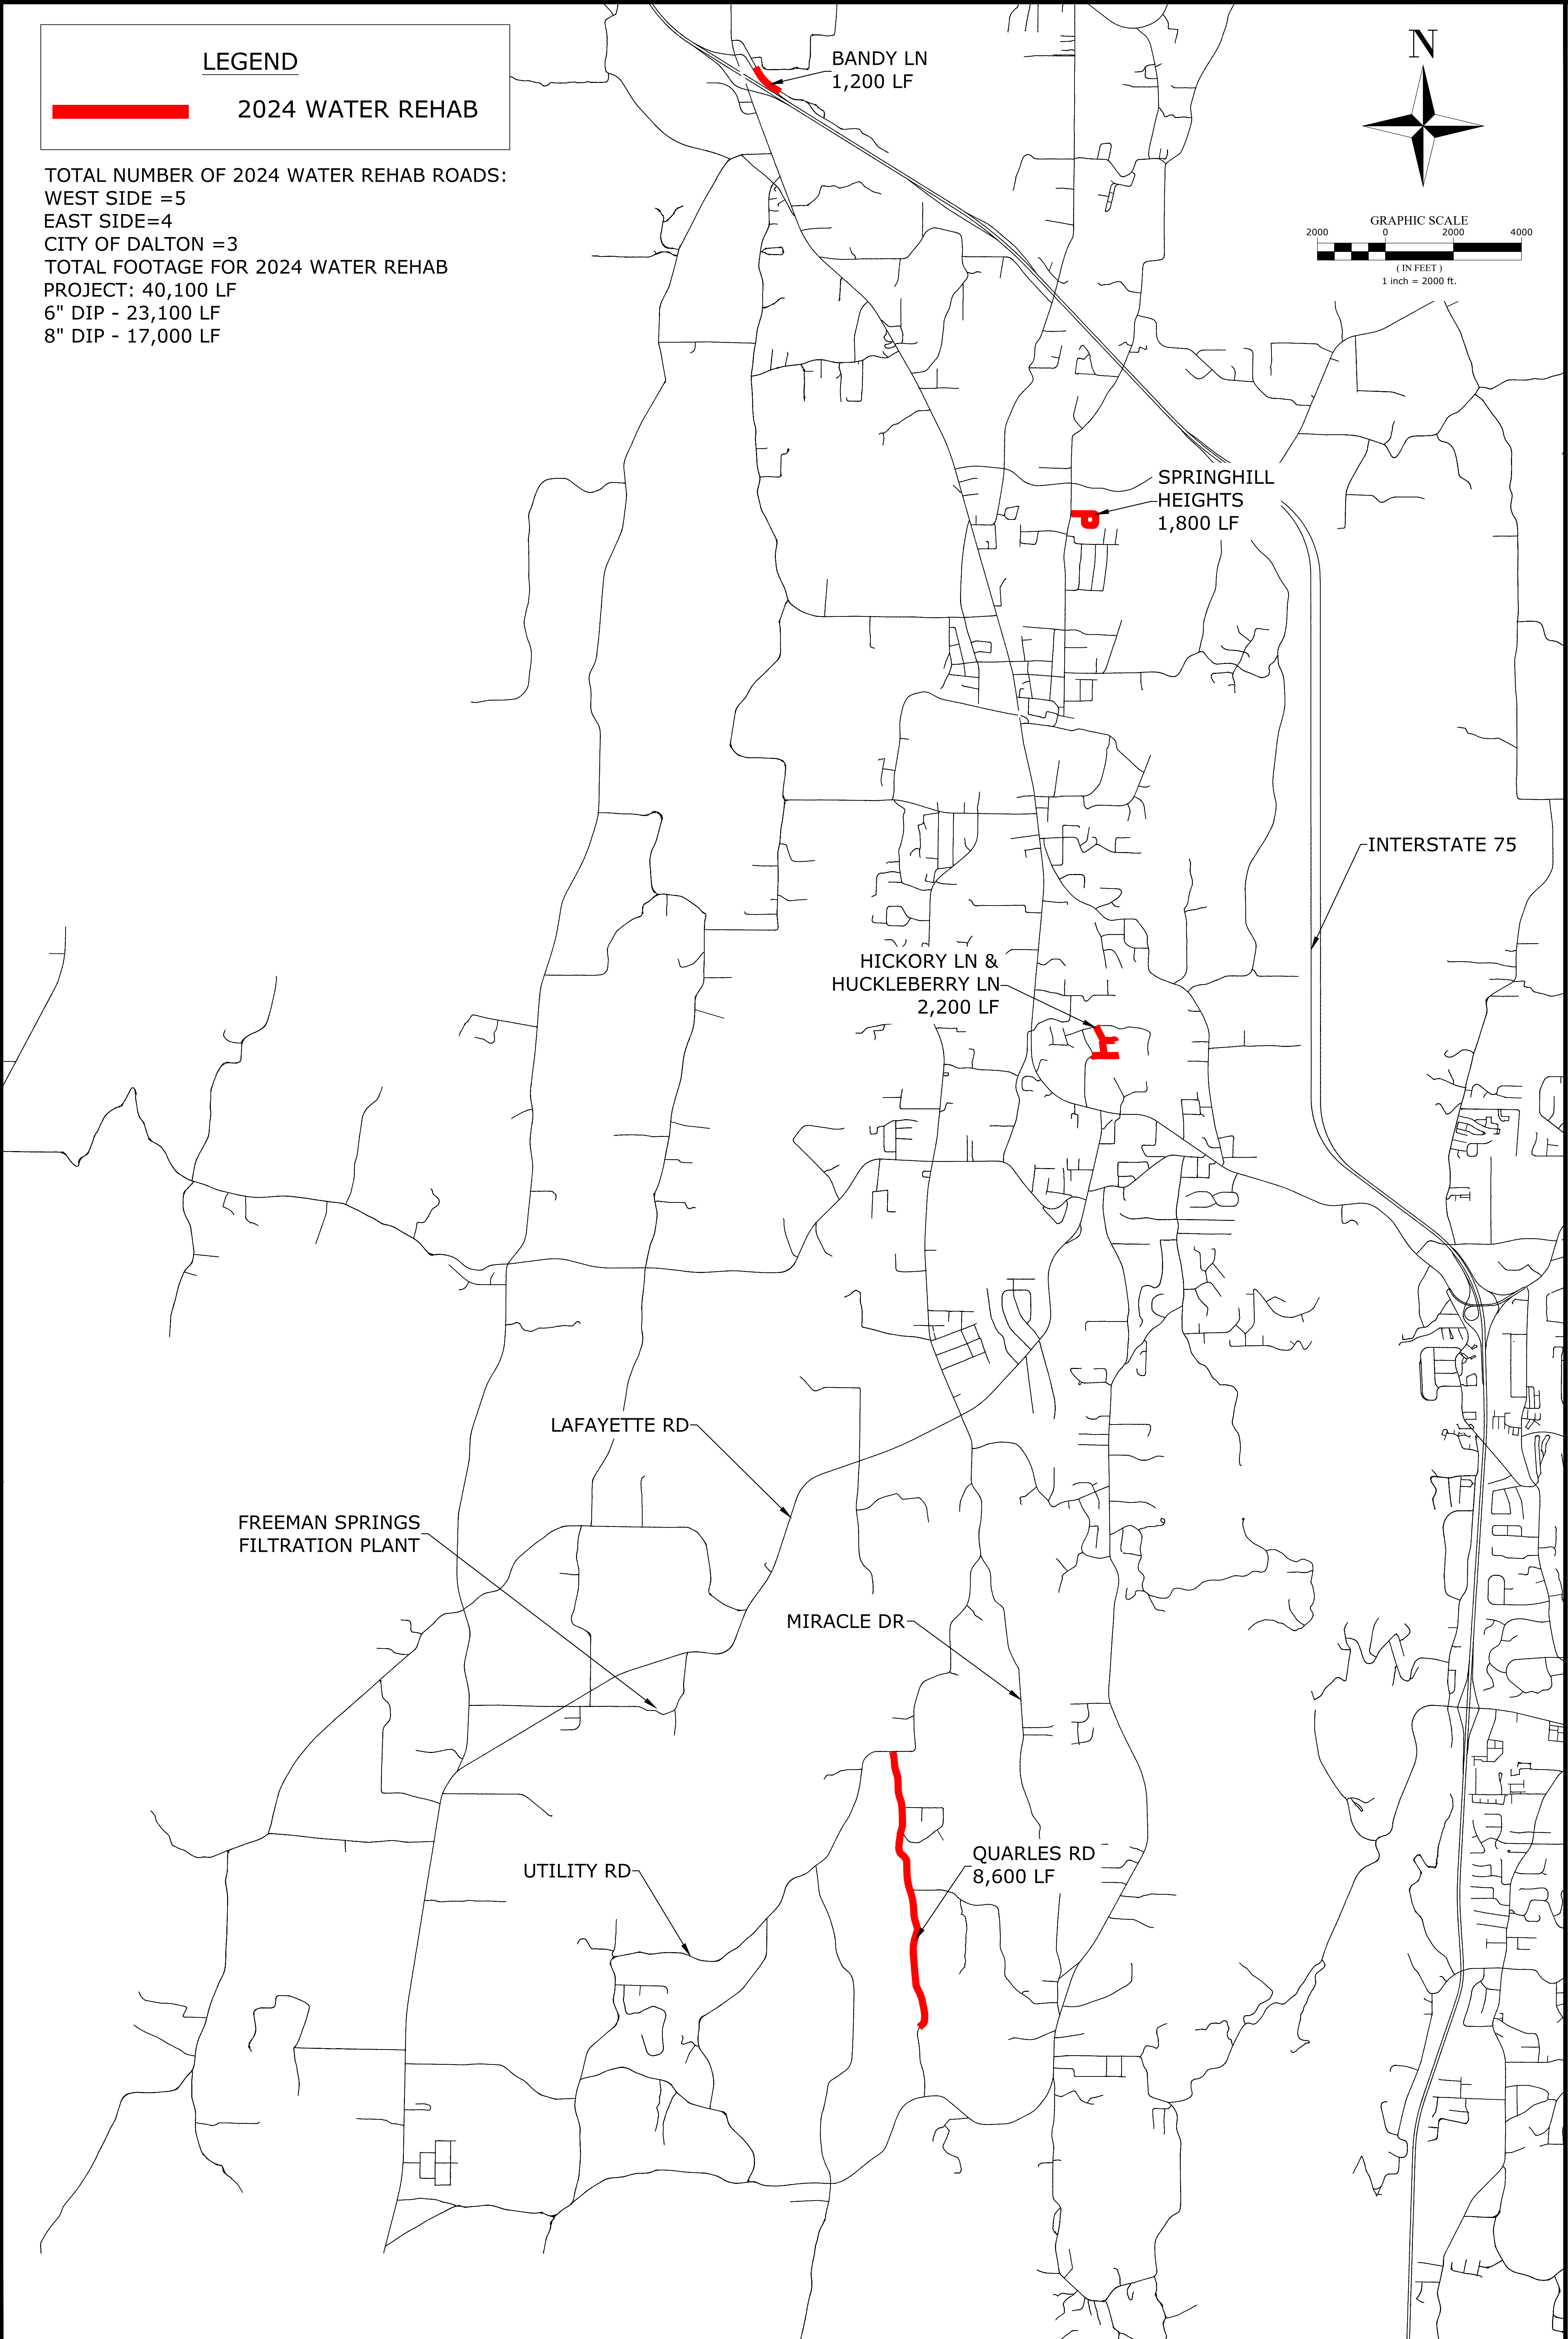 LEGEND
2024 WATER REHAB
TOTAL NUMBER OF 2024 WATER REHAB ROADS:
WEST SIDE =5
EAST SIDE=4
CITY OF DALTON =3
TOTAL FOOTAGE FOR 2024 WATER REHAB
PROJECT: 40,100 LF
6" DIP - 23,100 LF
8" DIP - 17,000 LF
BANDY LN
1,200 LF
N
GRAPHIC SCALE
2000 0 2000 4000
( IN FEET )
1 inch = 2000 ft.
SPRINGHILL
HEIGHTS
1,800 LF
INTERSTATE 75
HICKORY LN &
HUCKLEBERRY LN
2,200 LF
LAFAYETTE RD
FREEMAN SPRINGS
FILTRATION PLANT
MIRACLE DR
QUARLES RD
8,600 LF
UTILITY RD